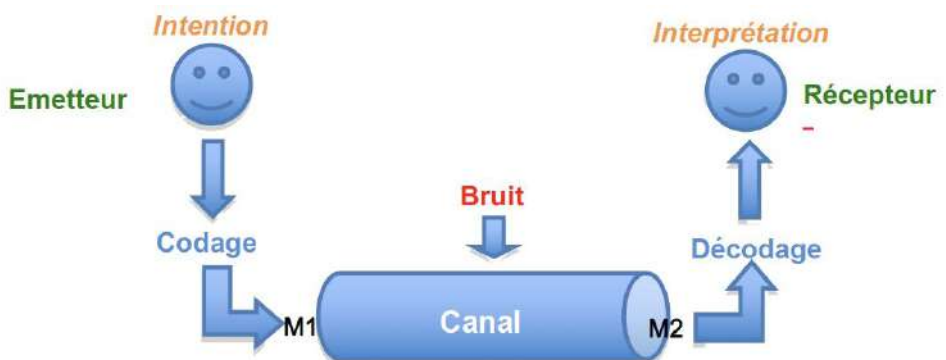 Intention
Interprétation
Emetteur
Récepteur
Bruit
Codage
Décodage
M1
Canal
M2